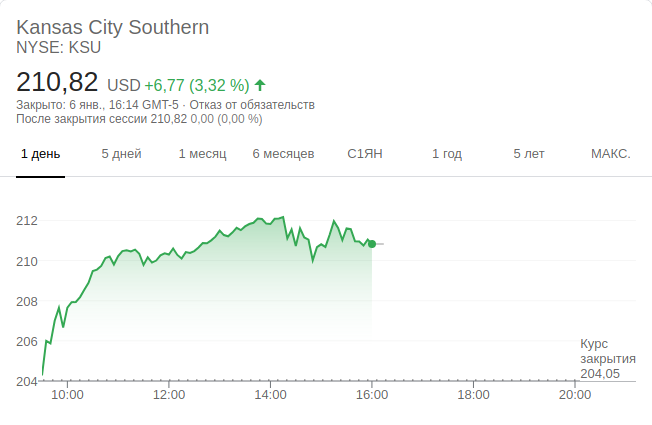 Kansas City Southern
NYSE: KSU
210,82 USD +6,77 (3,32 %)
Закрыто: 6 янв., 16:14 GMT-5 · Отказ от обязательств
После закрытия сессии 210,82 0,00 (0,00 %)
1 день 5 дней 1 месяц 6 месяцев С1ЯН 1 год 5 лет МАКС.
212
210
208
206
204
Курс
закрытия
204,05
10:00 12:00 14:00 16:00 18:00 20:00